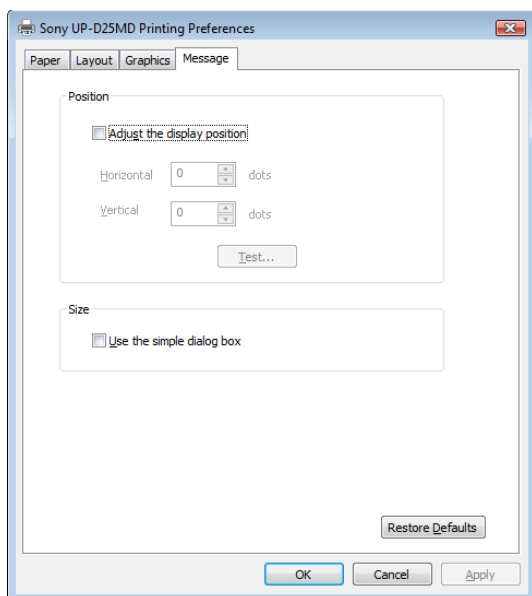 Sony UP-D25MD Printing Preferences
Paper Layout Graphics Message
Position
Adjust the display position
Horizontal 0 dots
Vertical 0 dots
Test...
Size
Use the simple dialog box
Restore Defaults
OK Cancel Apply